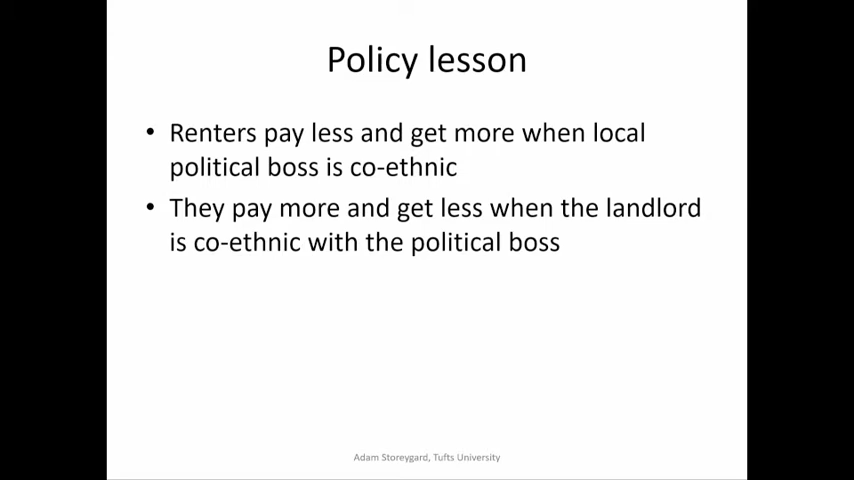 Policy lesson
• Renters pay less and get more when local
political boss is co-ethnic
• They pay more and get less when the landlord
is co-ethnic with the political boss
Adam Storeygard, Tufts University